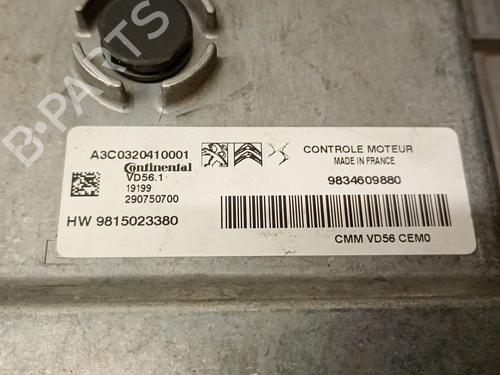 B-PARTS
A3C0320410001
Continental
VD56.1
19199
290750700
HW 9815023380
CONTROLE MOTEUR
MADE IN FRANCE
9834609880
CMM VD56 CEM0